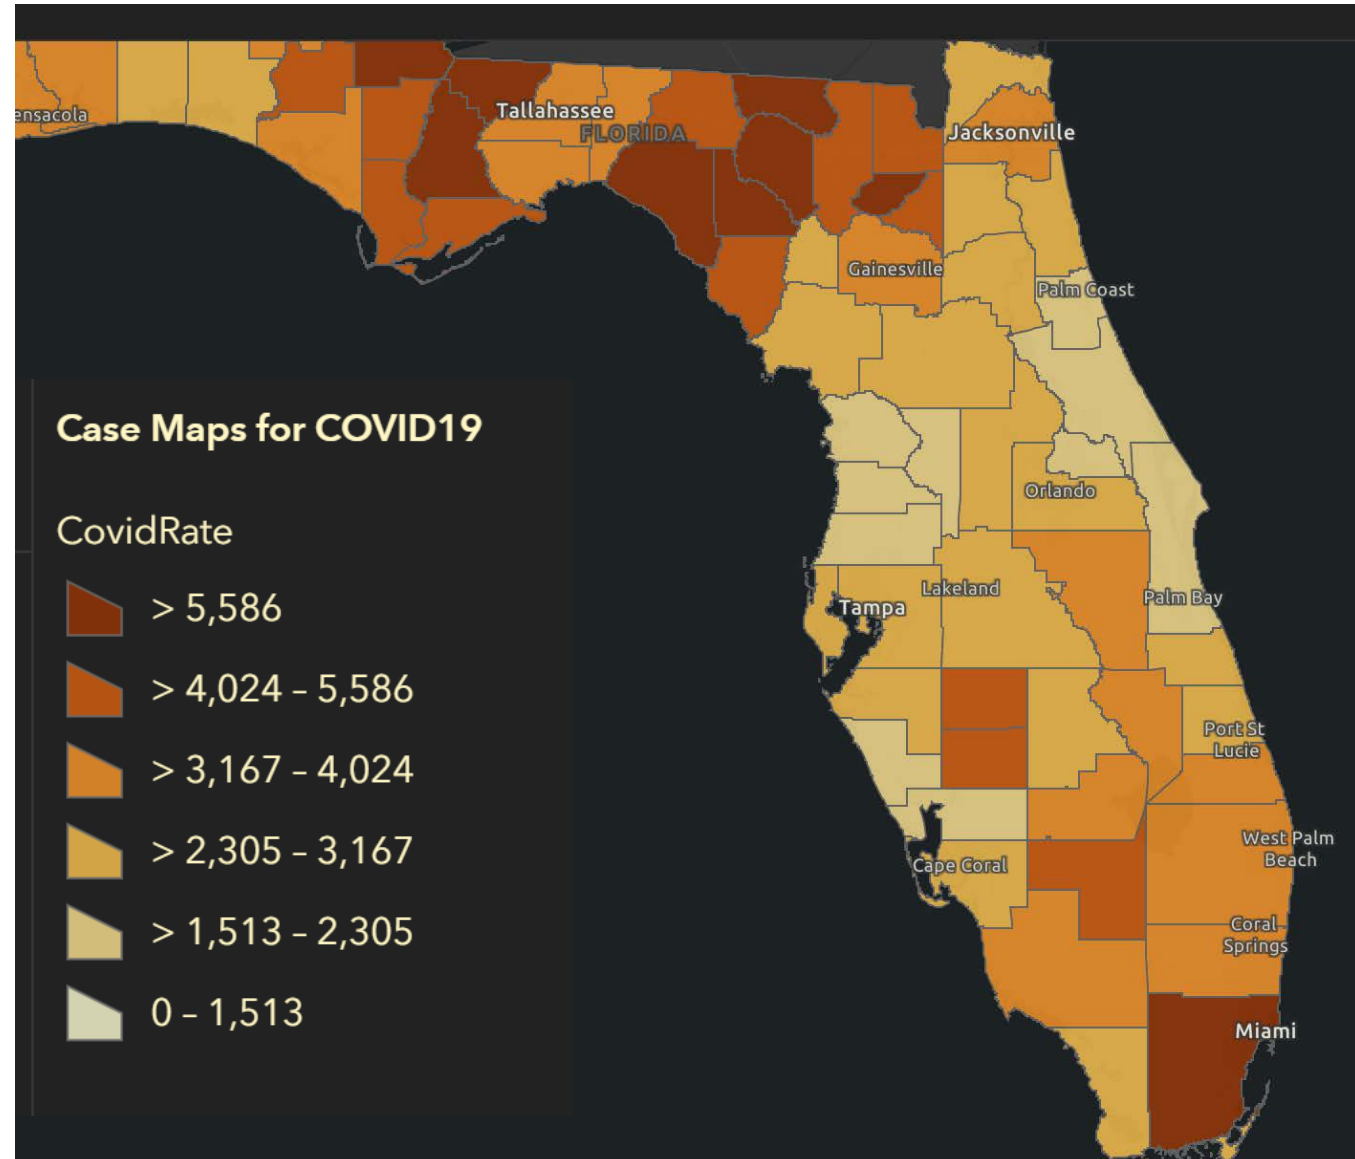 ensacola
Tallahassee
FLORIDA
Jacksonville
Gainesville
Palm Coast
Case Maps for COVID19
Orlando
CovidRate
Lakeland
Palm Bay
Tampa
> 5,586
> 4,024 – 5,586
Port St
Lucie
> 3,167 – 4,024
> 2,305 – 3,167
West Palm
Beach
Cape Coral
> 1,513 – 2,305
Coral
Springs
0 – 1,513
Miami